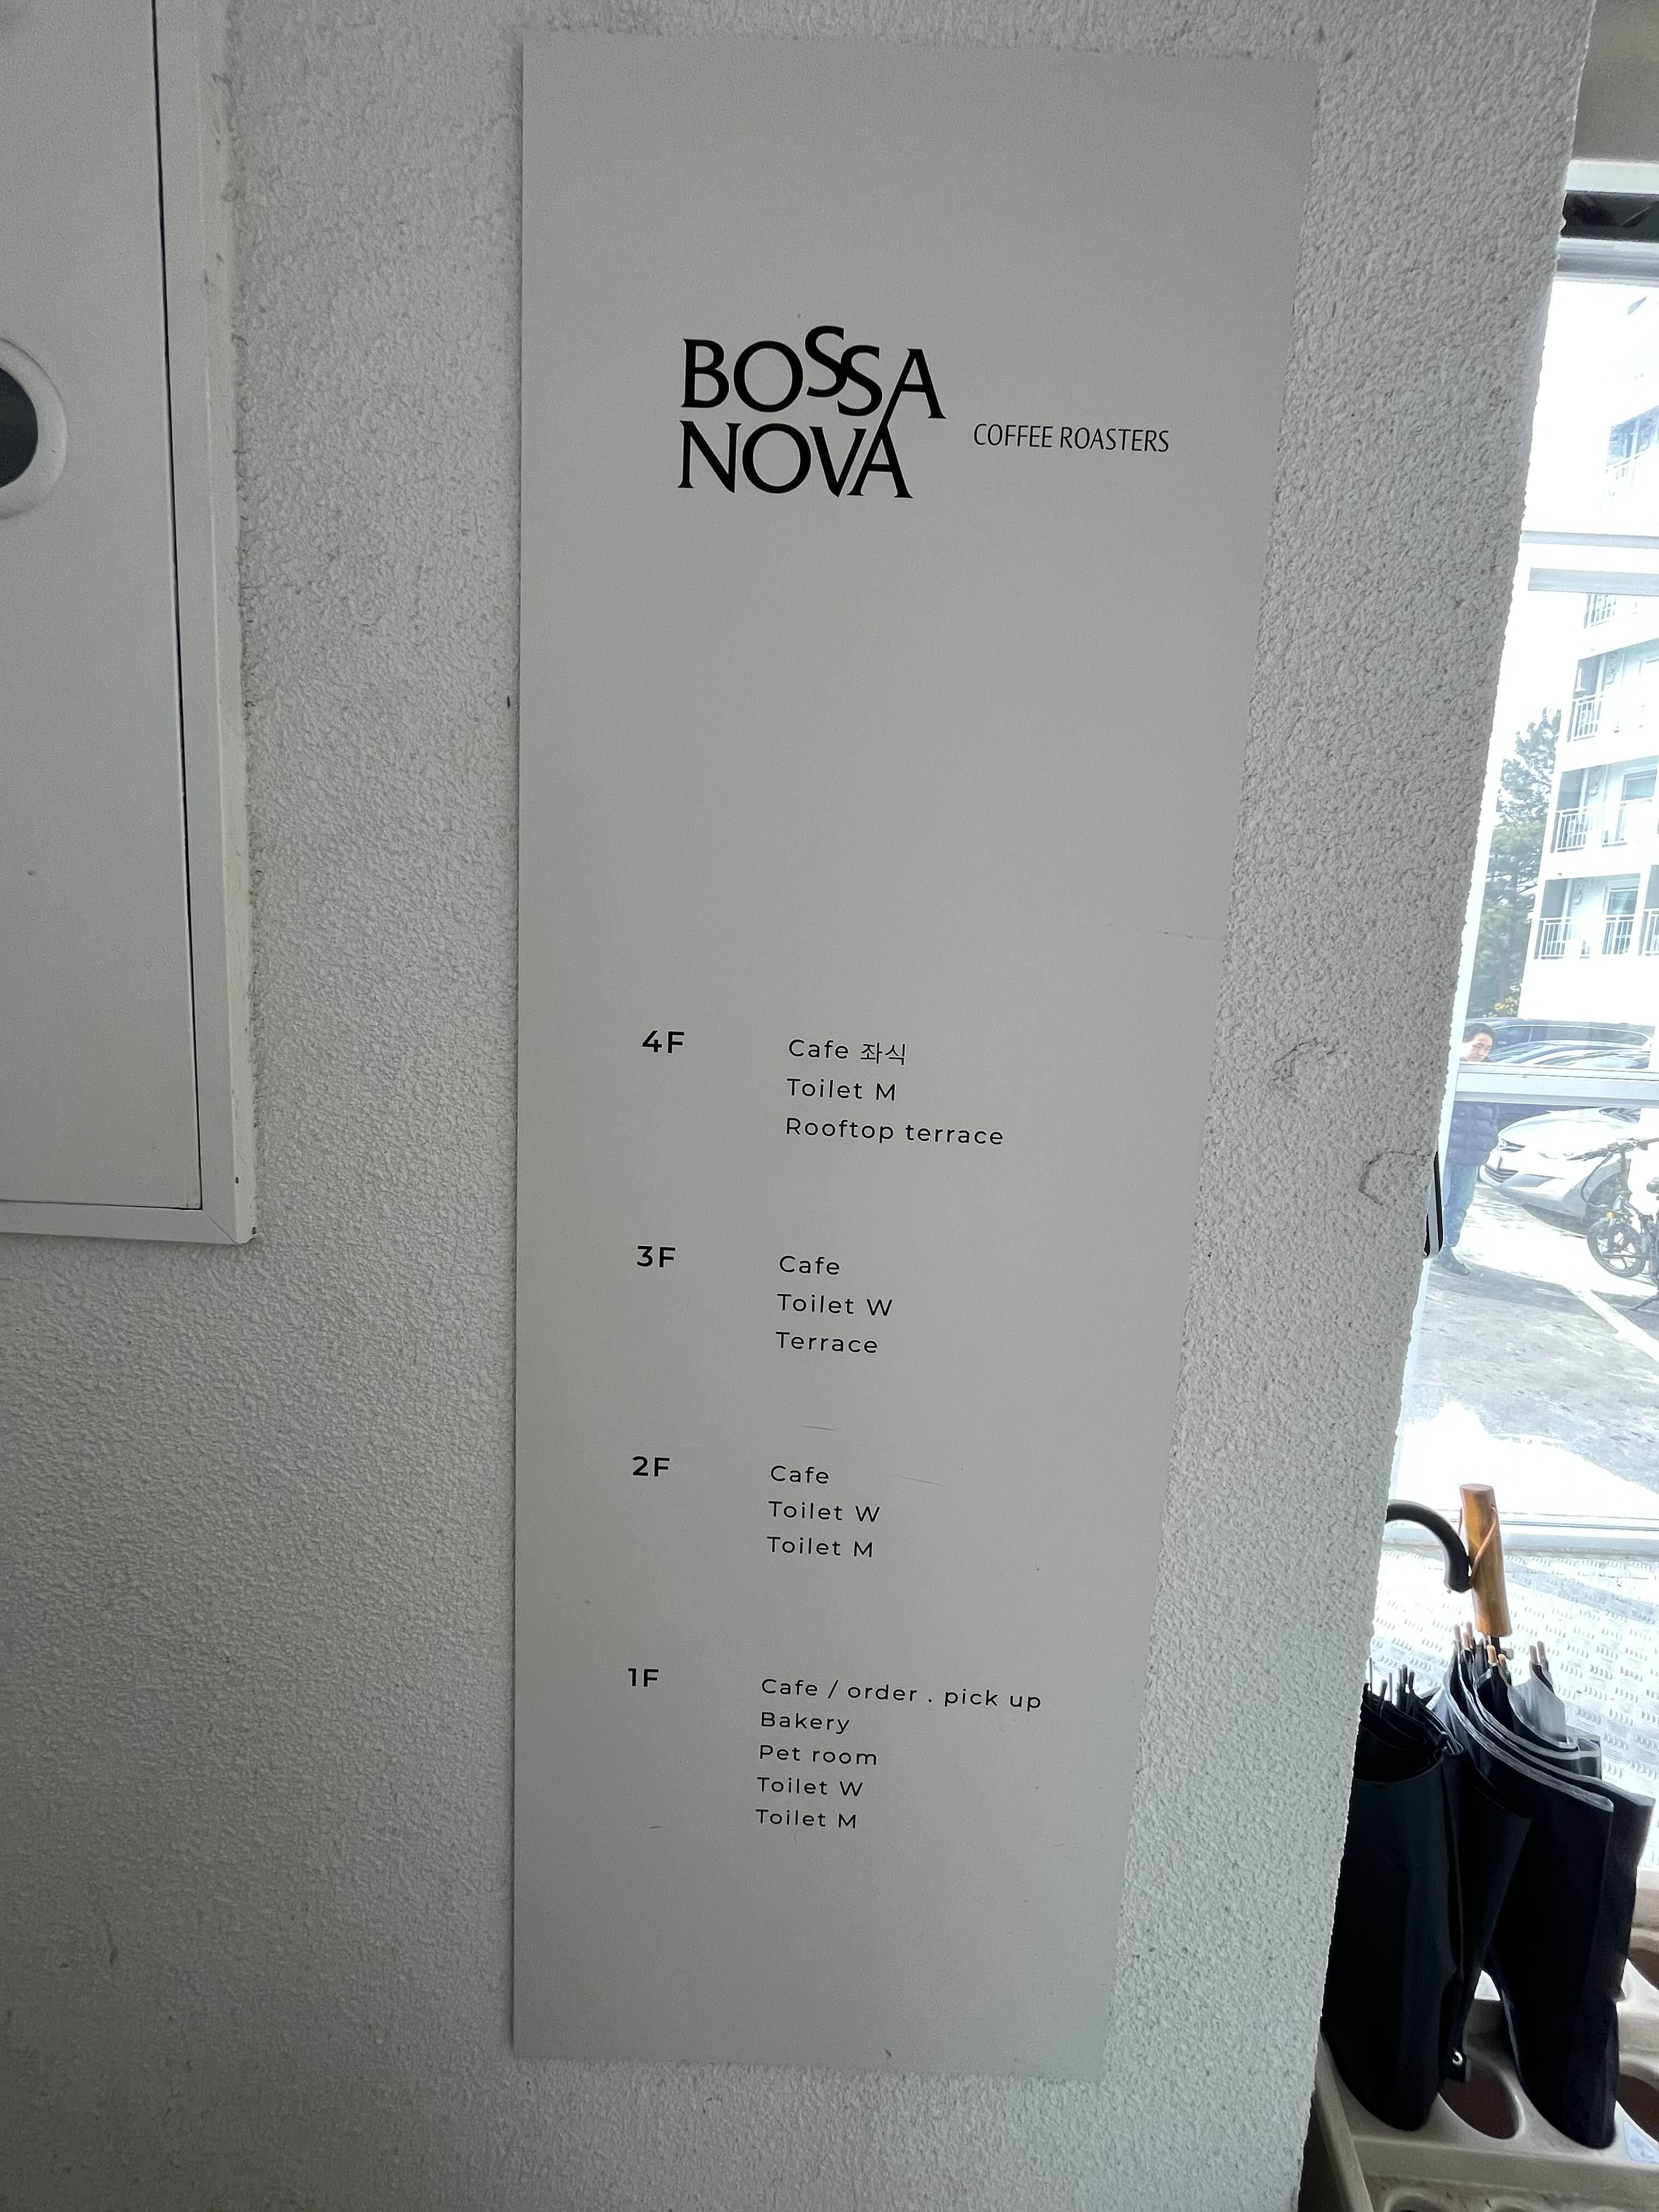 BOSSA
NOVA
COFFEE ROASTERS
4F
Cafe 좌식
Toilet M
Rooftop terrace
3F
Cafe
Toilet W
Terrace
2F
Cafe
Toilet W
Toilet M
1F
Cafe / order . pick up
Bakery
Pet room
Toilet W
Toilet M